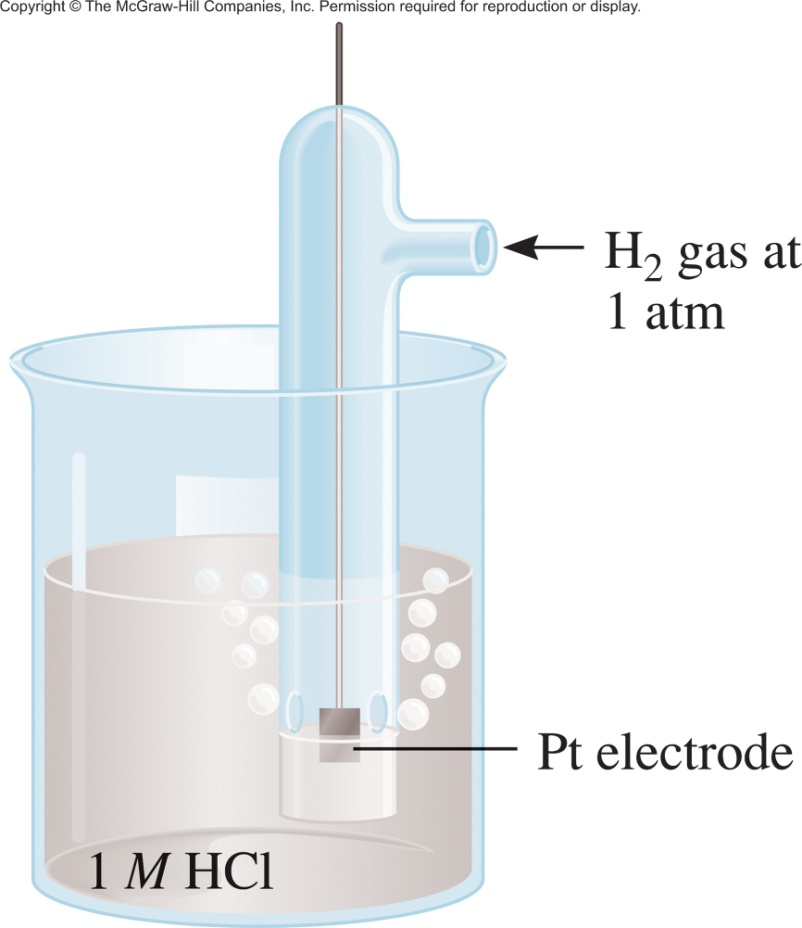 Copyright © The McGraw-Hill Companies, Inc. Permission required for reproduction or display.
H₂ gas at
1 atm
Pt electrode
1 M HCl